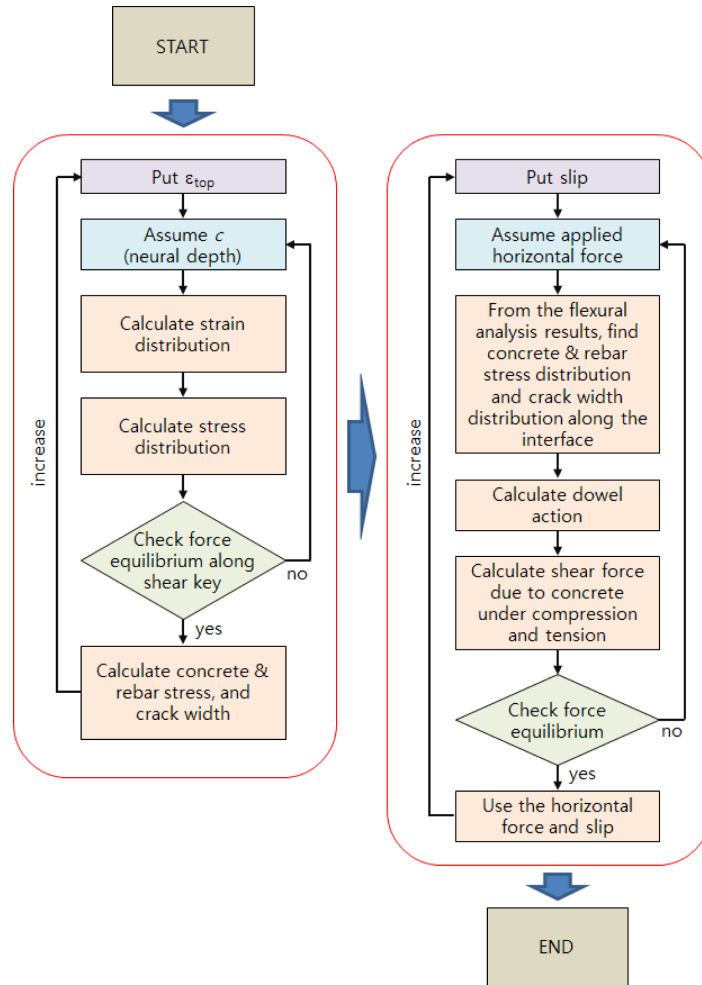 START
Put εtop
Assume c
(neural depth)
Calculate strain
distribution
Calculate stress
distribution
increase
Check force
equilibrium along
shear key
no
yes
Calculate concrete &
rebar stress, and
crack width
Put slip
Assume applied
horizontal force
From the flexural
analysis results, find
concrete & rebar
stress distribution
and crack width
distribution along the
interface
increase
Calculate dowel
action
Calculate shear force
due to concrete
under compression
and tension
Check force
equilibrium
no
yes
Use the horizontal
force and slip
END